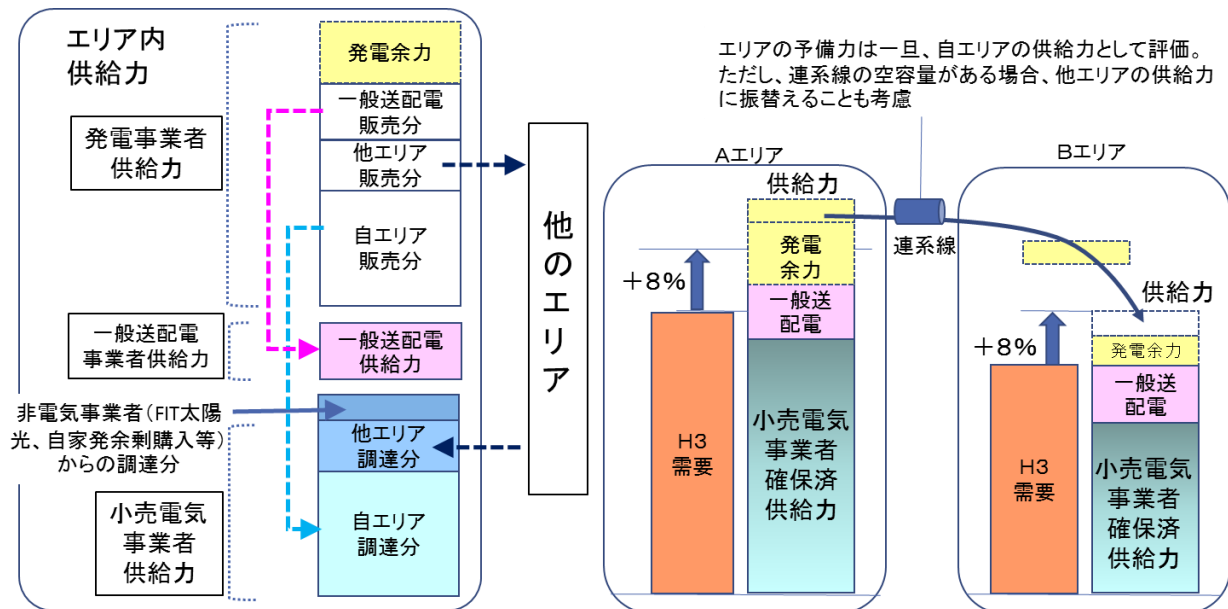 エリア内
供給力
発電事業者
供給力
一般送配電
事業者供給力
非電気事業者(FIT太陽
光、自家発余剰購入等)
からの調達分
小売電気
事業者
供給力
発電余力
一般送配電
販売分
他エリア
販売分
自エリア
販売分
一般送配電
供給力
他エリア
調達分
自エリア
調達分
他のエリア
エリアの予備力は一旦、自エリアの供給力として評価。
ただし、連系線の空容量がある場合、他エリアの供給力
に振替えることも考慮
Aエリア
供給力
発電
余力
+8%
一般送
配電
H3
需要
小売電気
事業者
確保済
供給力
連系線
Bエリア
供給力
+8%
発電余力
一般送
配電
H3
需要
小売電気
事業者
確保済
供給力